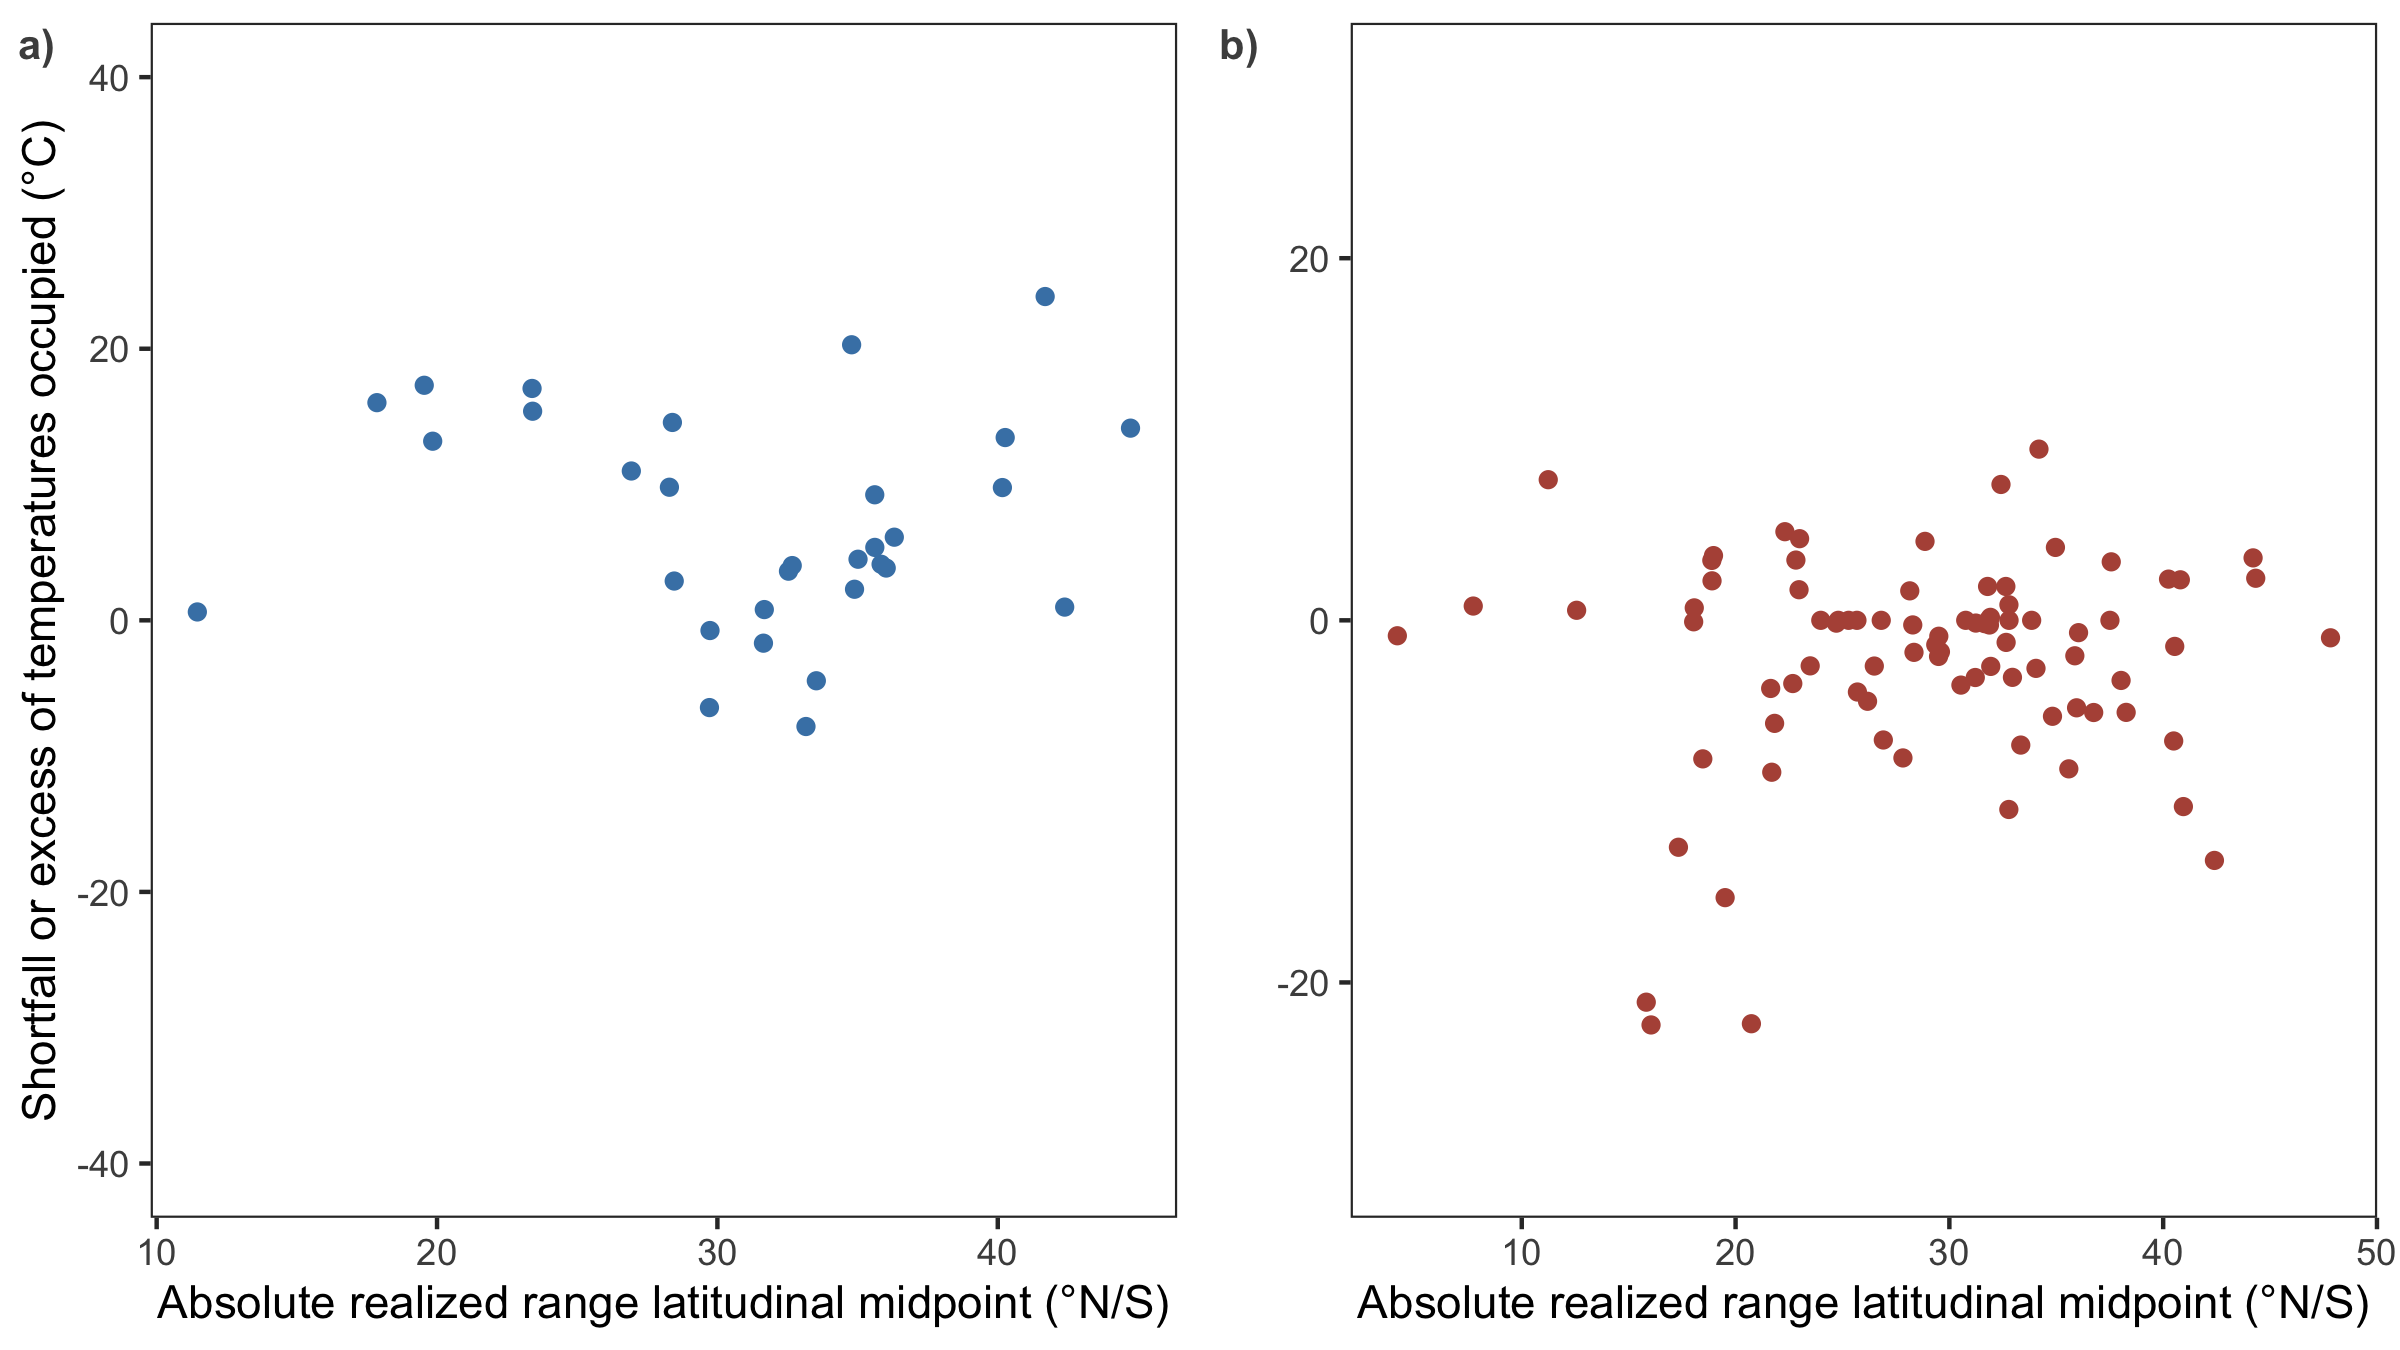 a)
Shortfall or excess of temperatures occupied (°C)
40
20
0
-20
-40
10 20 30 40
Absolute realized range latitudinal midpoint (°N/S)
b)
20
0
-20
10 20 30 40 50
Absolute realized range latitudinal midpoint (°N/S)